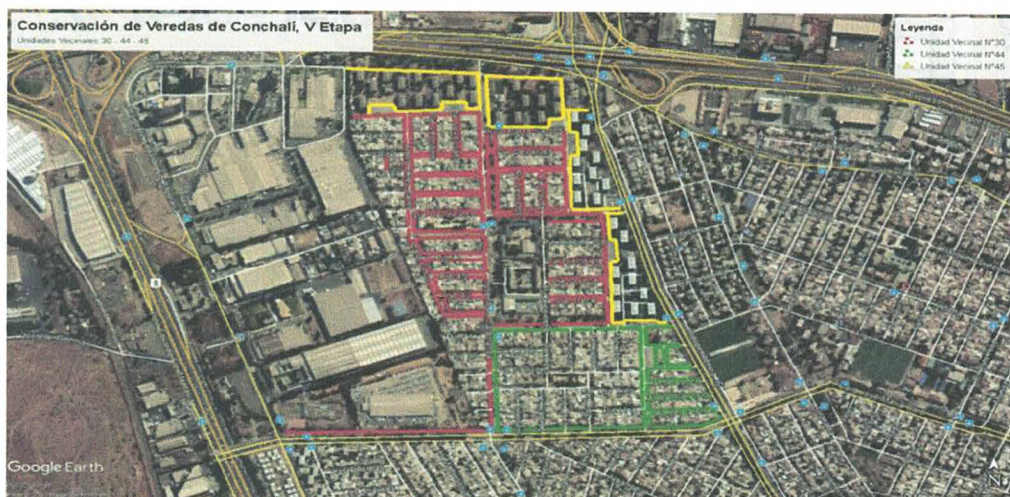 Conservación de Veredas de Conchalí, V Etapa
Unidades Vecinales 30 - 44 - 45
Leyenda
Unidad Vecinal N°30
Unidad Vecinal N°44
Unidad Vecinal N°45
5
Google Earth
N